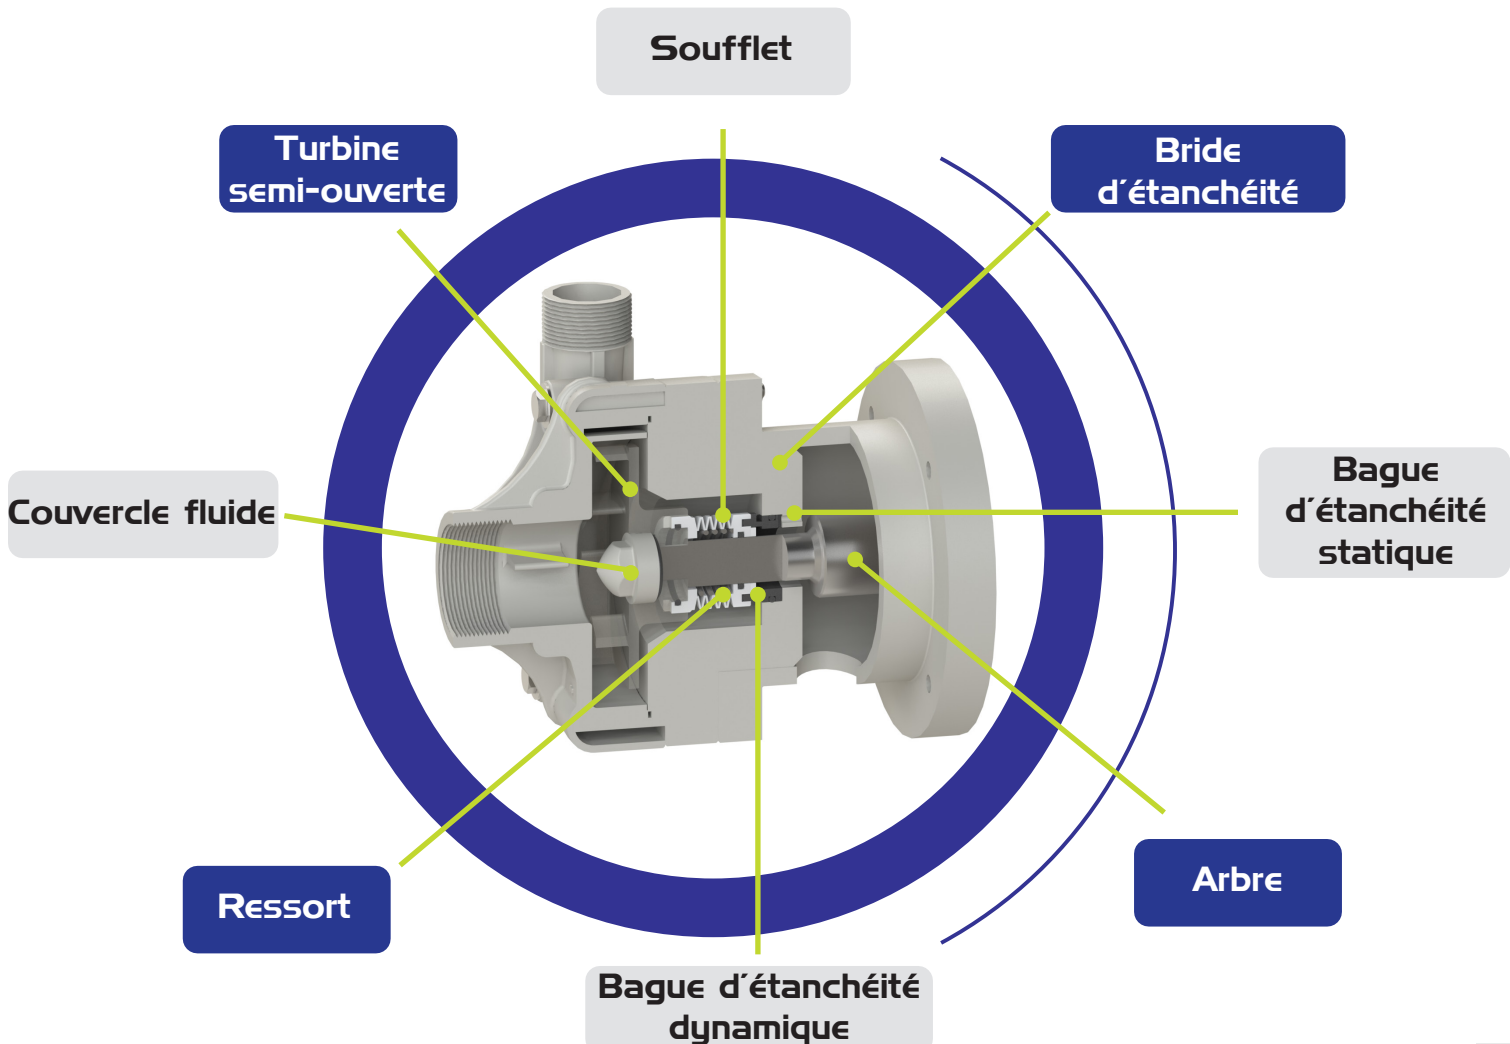 Soufflet
Turbine
semi-ouverte
Bride
d'étanchéité
Couvercle fluide
Bague
d'étanchéité
statique
Ressort
Arbre
Bague d'étanchéité
dynamique